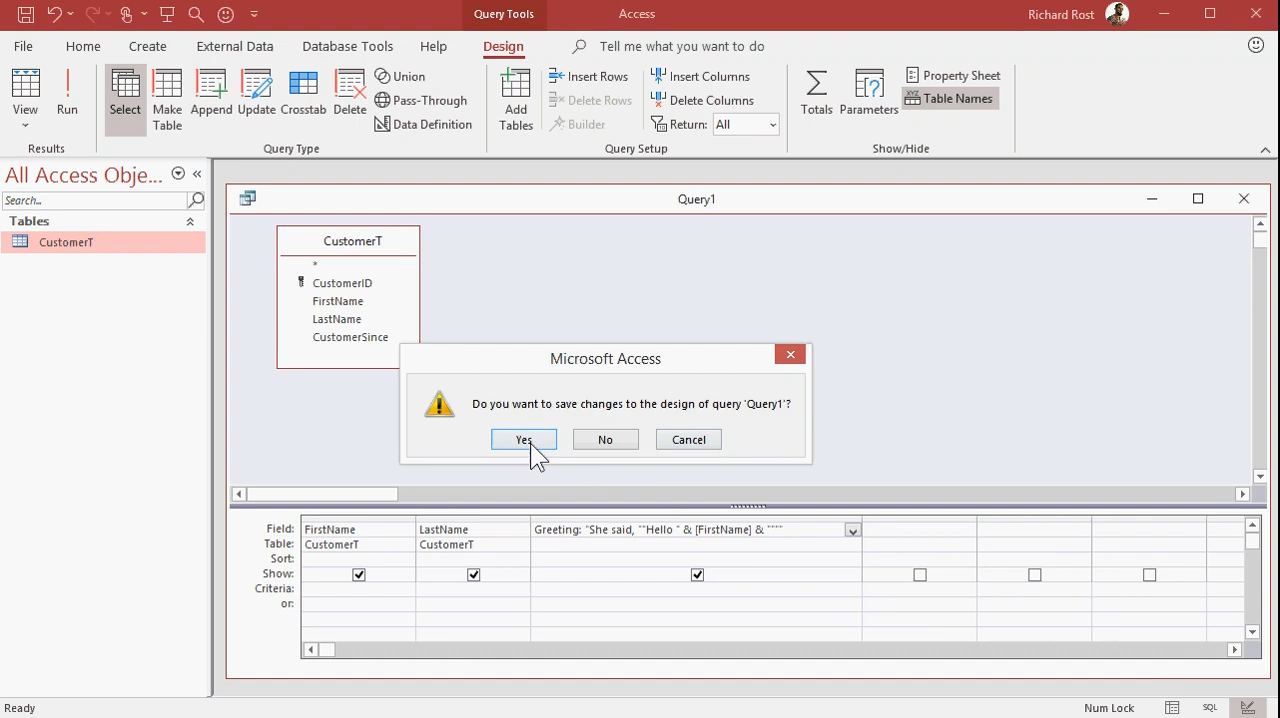 Query Tools
Access
Richard Rost
File Home Create External Data Database Tools Help Design Tell me what you want to do
View
Run
Select
Make Table
Append
Update
Crosstab
Delete
Union
Pass-Through
Data Definition
Add Tables
Insert Rows
Delete Rows
Builder
Insert Columns
Delete Columns
Return: All
Totals
Parameters
Property Sheet
Table Names
Results
Query Type
Query Setup
Show/Hide
All Access Obje...
Search...
Tables
CustomerT
Query1
CustomerT
*
CustomerID
FirstName
LastName
CustomerSince
Microsoft Access
Do you want to save changes to the design of query 'Query1'?
Yes No Cancel
Field: FirstName LastName Greeting: "She said, ""Hello " & [FirstName] & """"
Table: CustomerT CustomerT
Sort:
Show:
Criteria:
or:
Ready
Num Lock
SQL